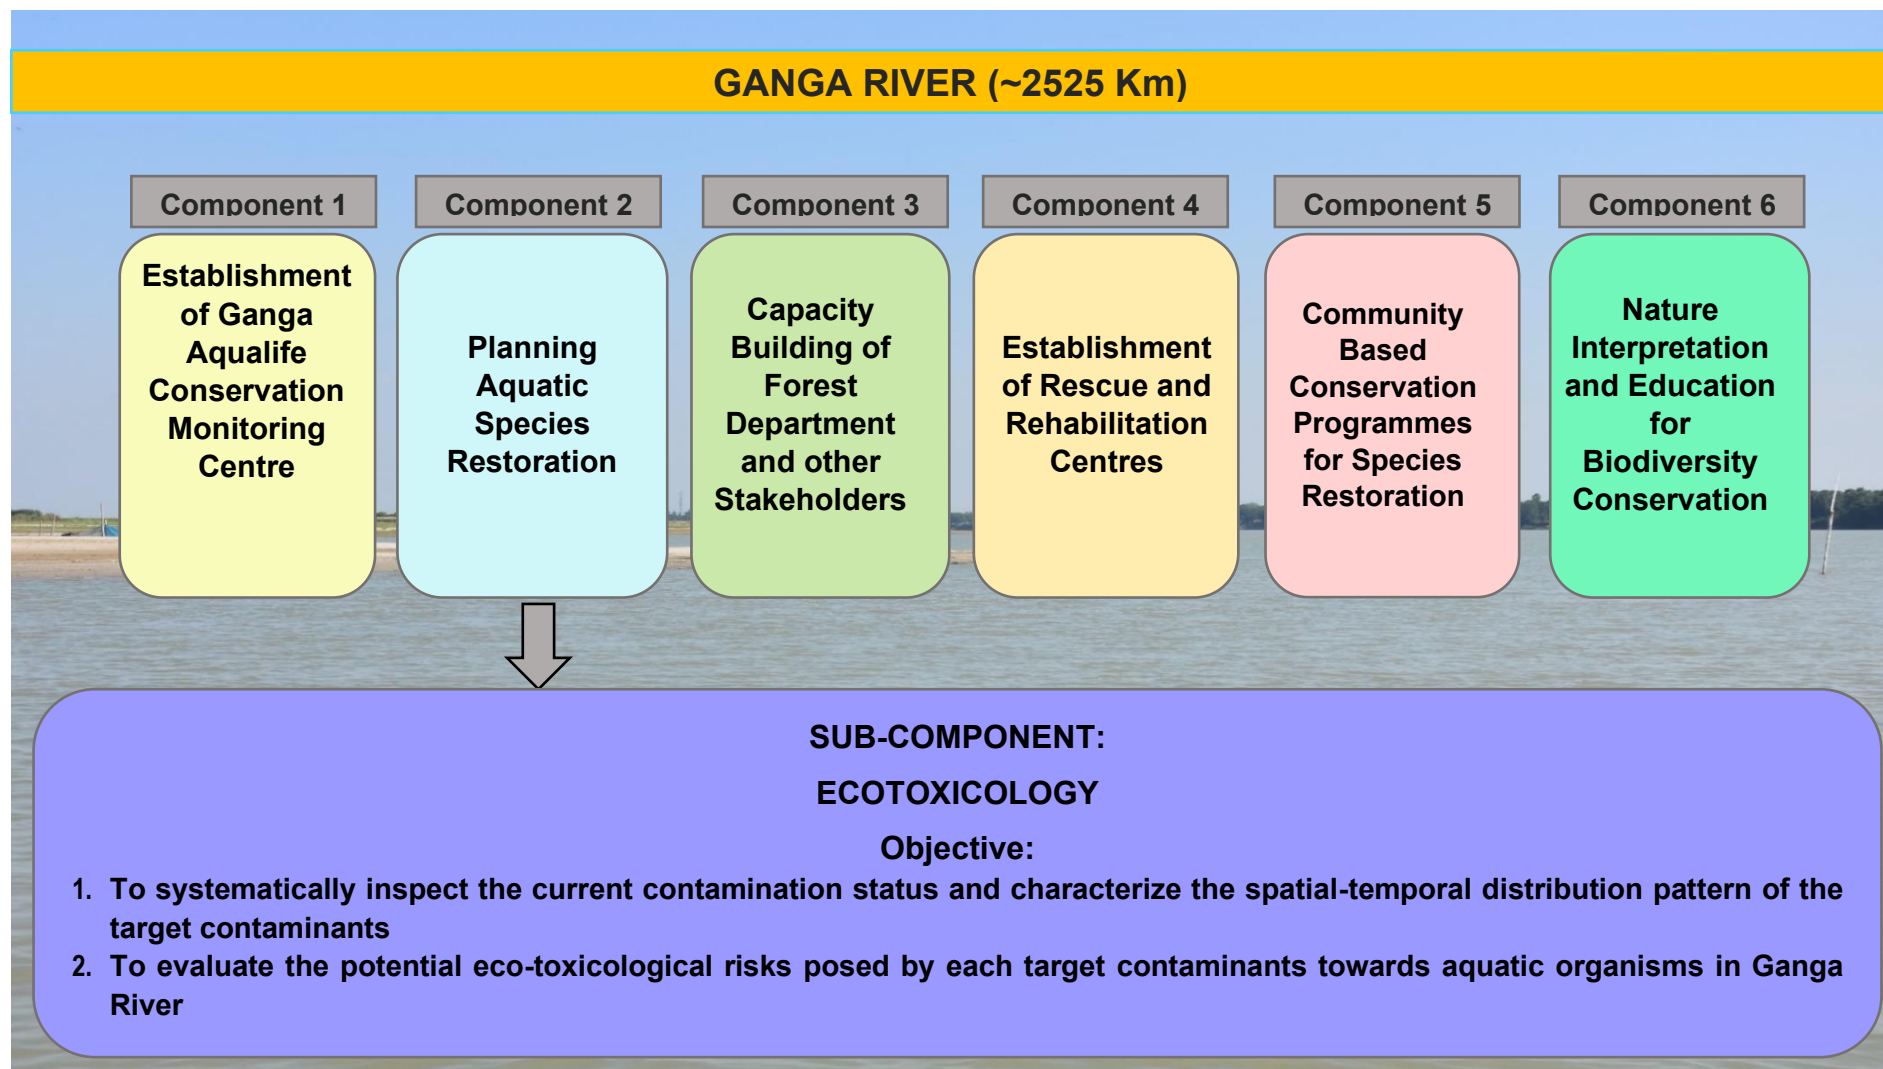 GANGA RIVER (~2525 Km)
Component 1
Component 2
Component 3
Component 4
Component 5
Component 6
Establishment
of Ganga
Aqualife
Conservation
Monitoring
Centre
Planning
Aquatic
Species
Restoration
Capacity
Building of
Forest
Department
and other
Stakeholders
Establishment
of Rescue and
Rehabilitation
Centres
Community
Based
Conservation
Programmes
for Species
Restoration
Nature
Interpretation
and Education
for
Biodiversity
Conservation
SUB-COMPONENT:
ECOTOXICOLOGY
Objective:
1. To systematically inspect the current contamination status and characterize the spatial-temporal distribution pattern of the
target contaminants
2. To evaluate the potential eco-toxicological risks posed by each target contaminants towards aquatic organisms in Ganga
River